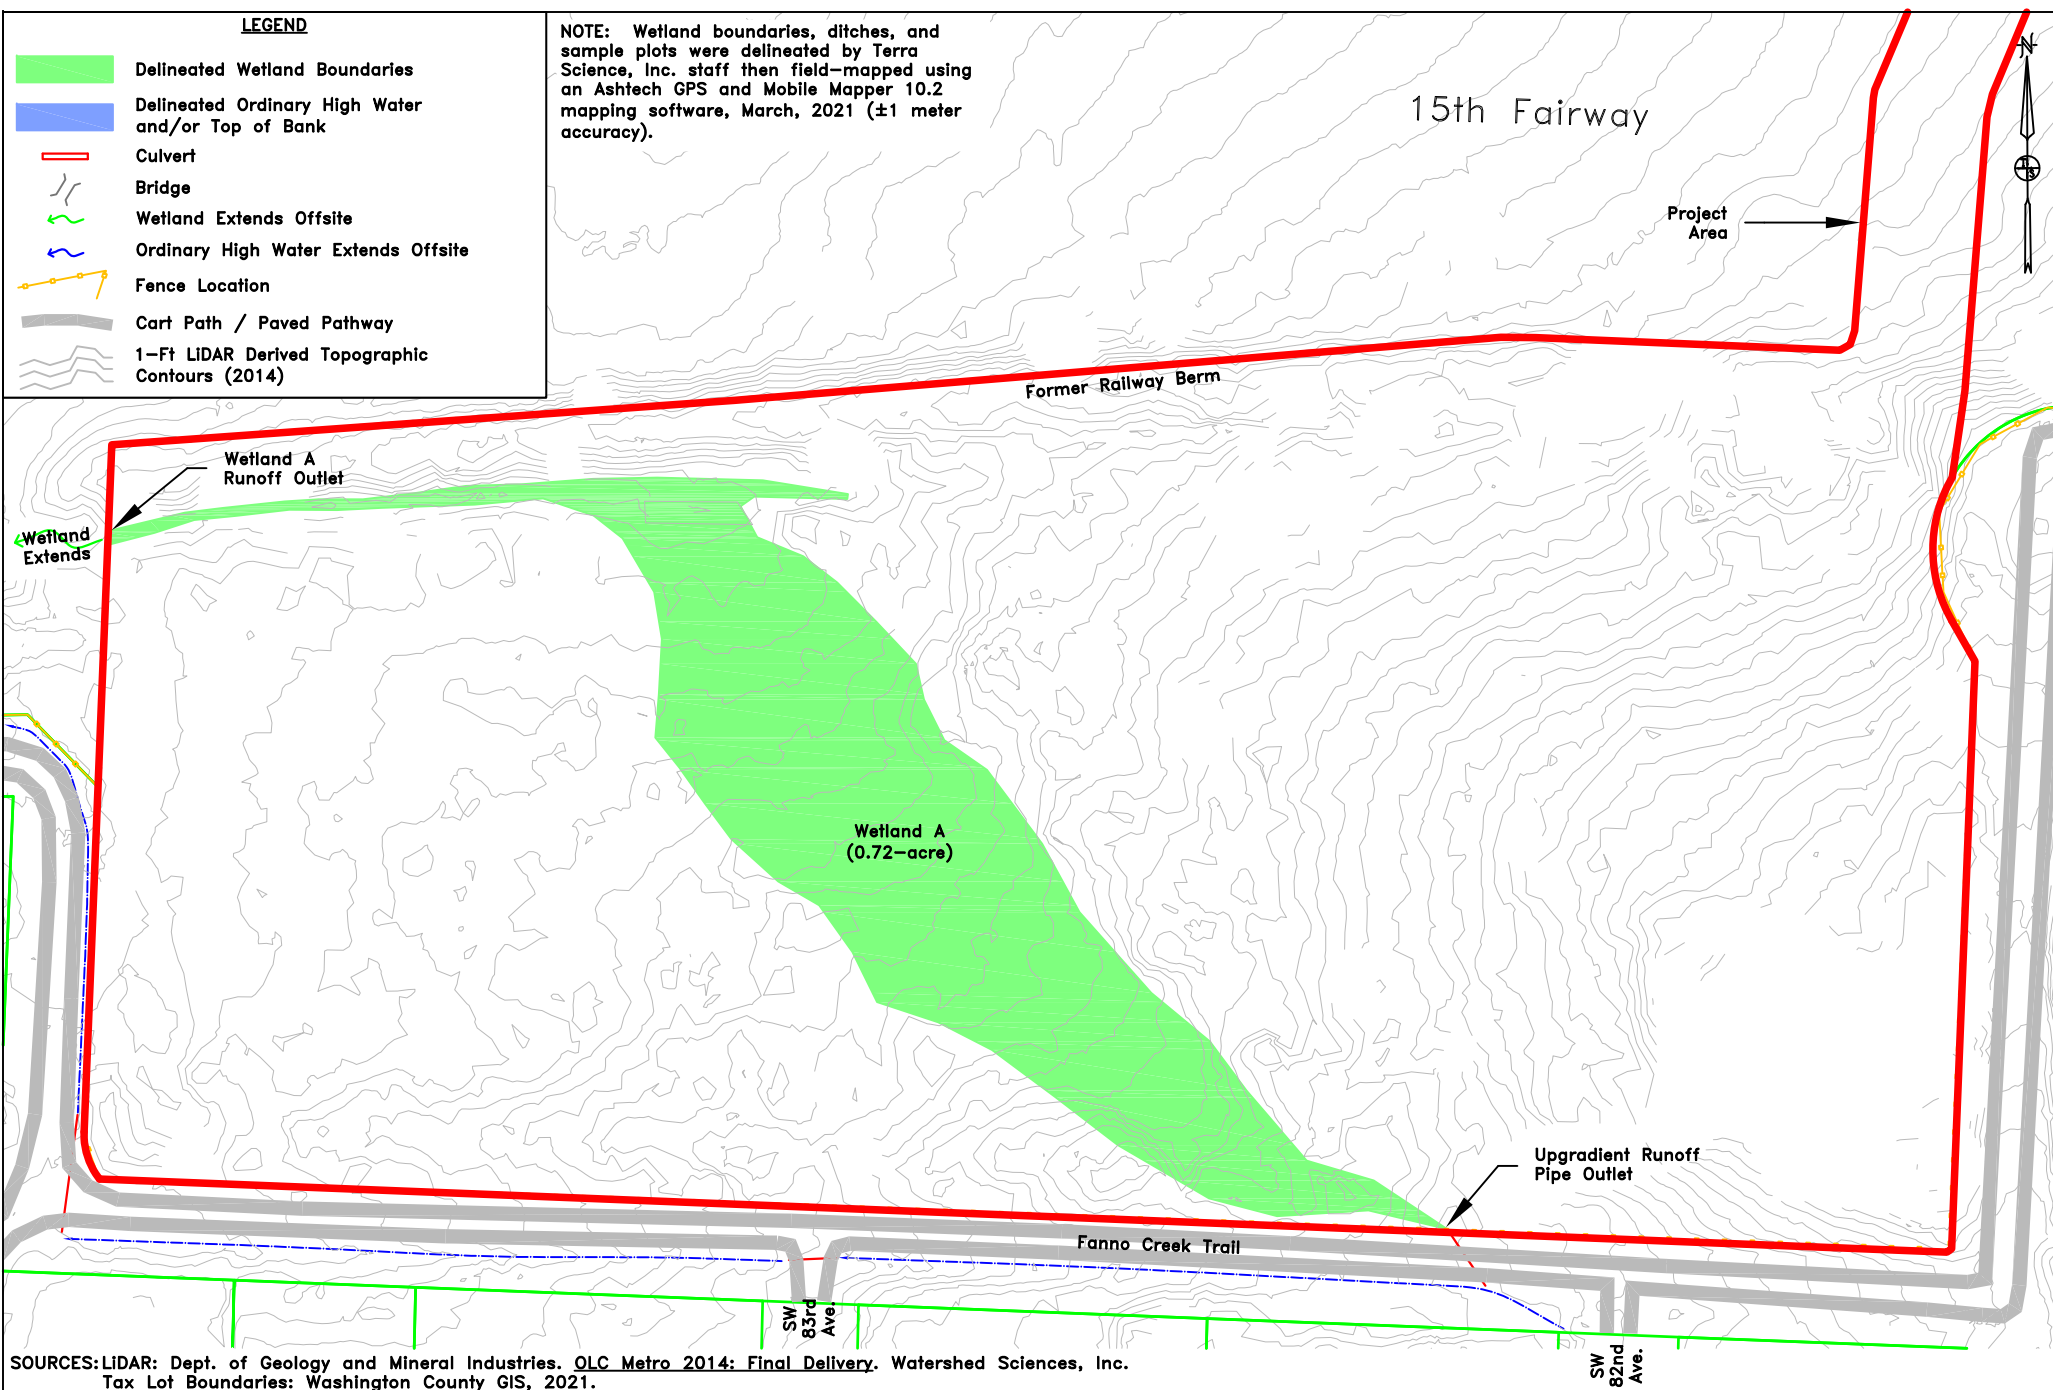 LEGEND
Delineated Wetland Boundaries
Delineated Ordinary High Water
and/or Top of Bank
Culvert
Bridge
Wetland Extends Offsite
Ordinary High Water Extends Offsite
Fence Location
Cart Path / Paved Pathway
1-Ft LiDAR Derived Topographic
Contours (2014)
NOTE: Wetland boundaries, ditches, and
sample plots were delineated by Terra
Science, Inc. staff then field-mapped using
an Ashtech GPS and Mobile Mapper 10.2
mapping software, March, 2021 (±1 meter
accuracy).
15th Fairway
N
Project
Area
Former Railway Berm
Wetland A
Runoff Outlet
Wetland
Extends
Wetland A
(0.72-acre)
Upgradient Runoff
Pipe Outlet
Fanno Creek Trail
SW
83rd
Ave.
SW
82nd
Ave.
SOURCES: LiDAR: Dept. of Geology and Mineral Industries. OLC Metro 2014: Final Delivery. Watershed Sciences, Inc.
Tax Lot Boundaries: Washington County GIS, 2021.